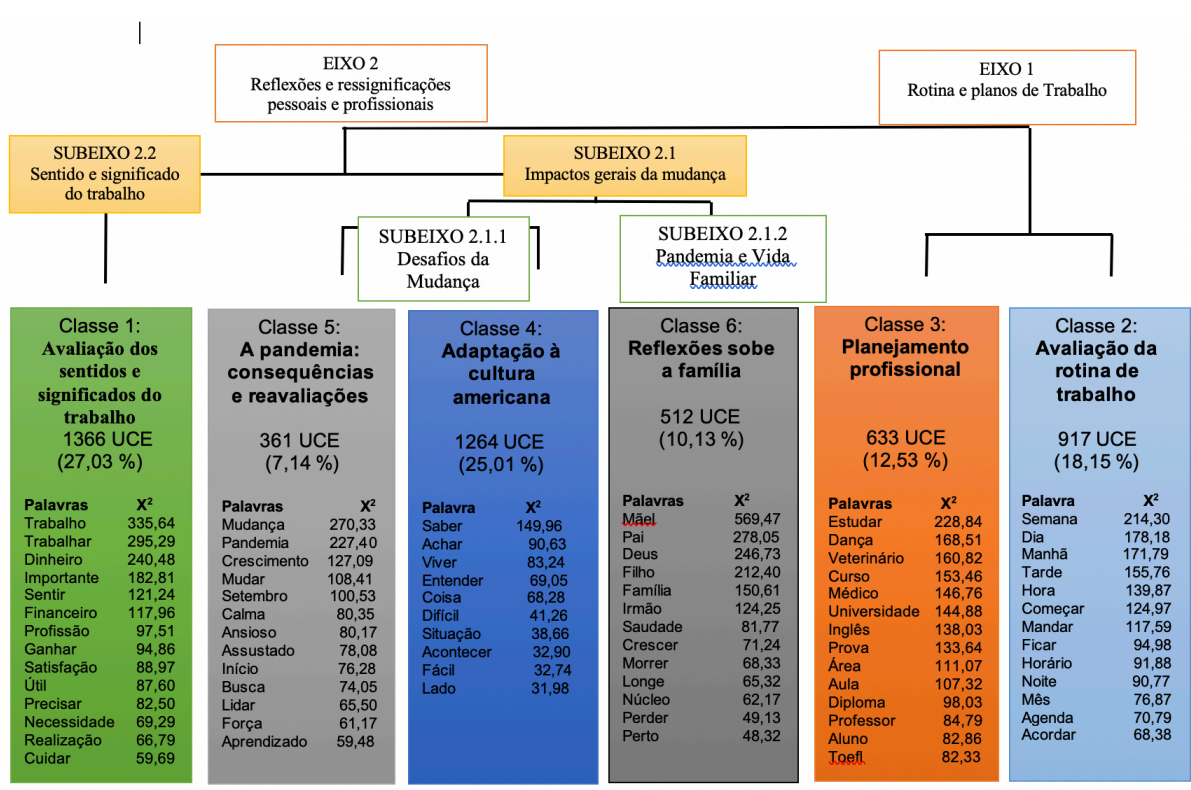 EIXO 2
Reflexões e ressignificações
pessoais e profissionais
EIXO 1
Rotina e planos de Trabalho
SUBEIXO 2.2
Sentido e significado
do trabalho
SUBEIXO 2.1
Impactos gerais da mudança
SUBEIXO 2.1.1
Desafios da
Mudança
SUBEIXO 2.1.2
Pandemia e Vida
Familiar
Classe 1:
Avaliação dos
sentidos e
significados do
trabalho
1366 UCE
(27,03 %)
Palavras X²
Trabalho 335,64
Trabalhar 295,29
Dinheiro 240,48
Importante 182,81
Sentir 121,24
Financeiro 117,96
Profissão 97,51
Ganhar 94,86
Satisfação 88,97
Útil 87,60
Precisar 82,50
Necessidade 69,29
Realização 66,79
Cuidar 59,69
Classe 5:
A pandemia:
consequências
e reavaliações
361 UCE
(7,14 %)
Palavras X²
Mudança 270,33
Pandemia 227,40
Crescimento 127,09
Mudar 108,41
Setembro 100,53
Calma 80,35
Ansioso 80,17
Assustado 78,08
Início 76,28
Busca 74,05
Lidar 65,50
Força 61,17
Aprendizado 59,48
Classe 4:
Adaptação à
cultura
americana
1264 UCE
(25,01 %)
Palavra X²
Saber 149,96
Achar 90,63
Viver 83,24
Entender 69,05
Coisa 68,28
Difícil 41,26
Situação 38,66
Acontecer 32,90
Fácil 32,74
Lado 31,98
Classe 6:
Reflexões sobe
a família
512 UCE
(10,13 %)
Palavras X²
Mãel 569,47
Pai 278,05
Deus 246,73
Filho 212,40
Família 150,61
Irmão 124,25
Saudade 81,77
Crescer 71,24
Morrer 68,33
Longe 65,32
Núcleo 62,17
Perder 49,13
Perto 48,32
Classe 3:
Planejamento
profissional
633 UCE
(12,53 %)
Palavras X²
Estudar 228,84
Dança 168,51
Veterinário 160,82
Curso 153,46
Médico 146,76
Universidade 144,88
Inglês 138,03
Prova 133,64
Área 111,07
Aula 107,32
Diploma 98,03
Professor 84,79
Aluno 82,86
Toefl 82,33
Classe 2:
Avaliação da
rotina de
trabalho
917 UCE
(18,15 %)
Palavra X²
Semana 214,30
Dia 178,18
Manhã 171,79
Tarde 155,76
Hora 139,87
Começar 124,97
Mandar 117,59
Ficar 94,98
Horário 91,88
Noite 90,77
Mês 76,87
Agenda 70,79
Acordar 68,38